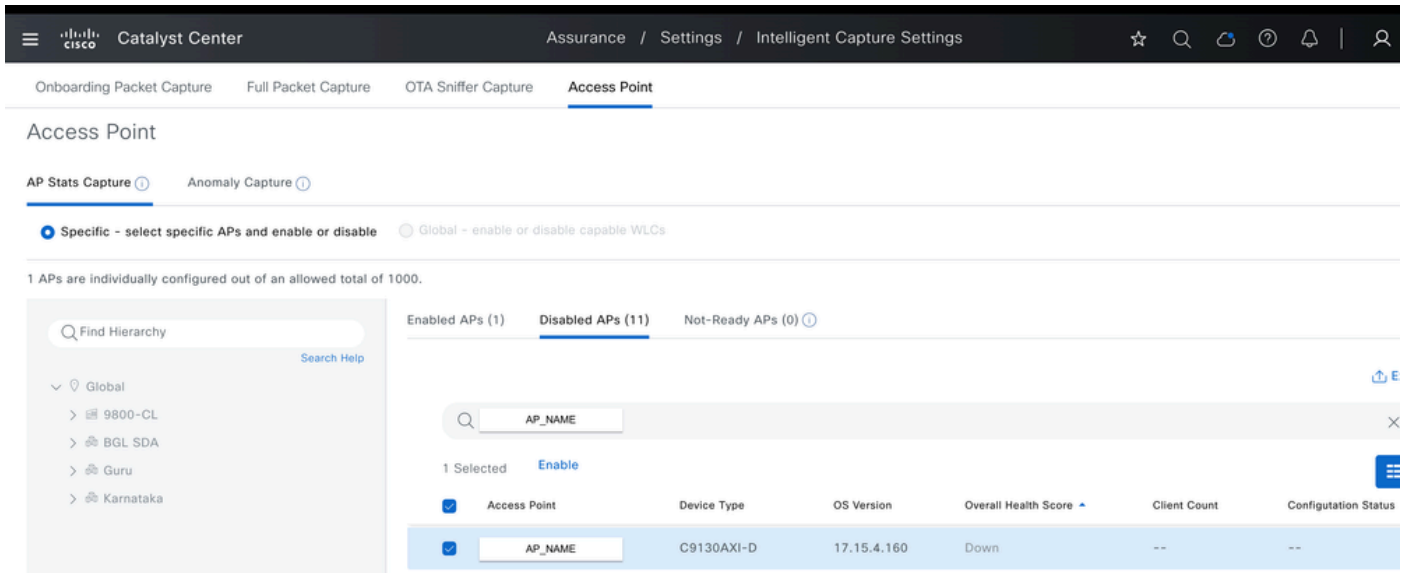 CISCO Catalyst Center Assurance / Settings / Intelligent Capture Settings
Onboarding Packet Capture Full Packet Capture OTA Sniffer Capture Access Point
Access Point
AP Stats Capture Anomaly Capture
Specific - select specific APs and enable or disable Global - enable or disable capable WLCs
1 APs are individually configured out of an allowed total of 1000.
Enabled APs (1) Disabled APs (11) Not-Ready APs (0)
Find Hierarchy
Search Help
E
Global
9800-CL
AP_NAME
BGL SDA
Guru
1 Selected Enable
Karnataka
Access Point Device Type OS Version Overall Health Score Client Count Configutation Status
AP_NAME C9130AXI-D 17.15.4.160 Down -- --